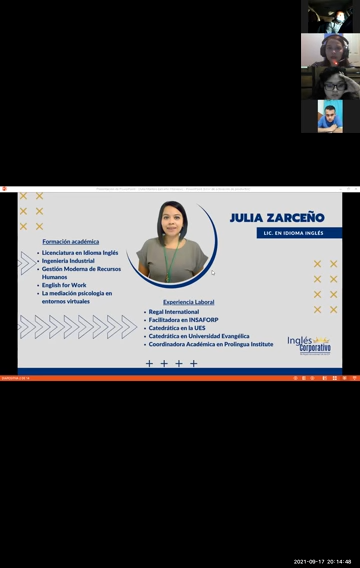 JULIA ZARCEÑO
LIC. EN IDIOMA INGLÉS
Formación académica
Licenciatura en Idioma Inglés
Ingeniería Industrial
Gestión Moderna de Recursos
Humanos
English for Work
La mediación psicología en
entornos virtuales
Experiencia Laboral
Regal International
Facilitadora en INSAFORP
Catedrática en la UES
Catedrática en Universidad Evangélica
Coordinadora Académica en Prolingua Institute
Inglés
Corporativo
2021-09-17 20:14:48